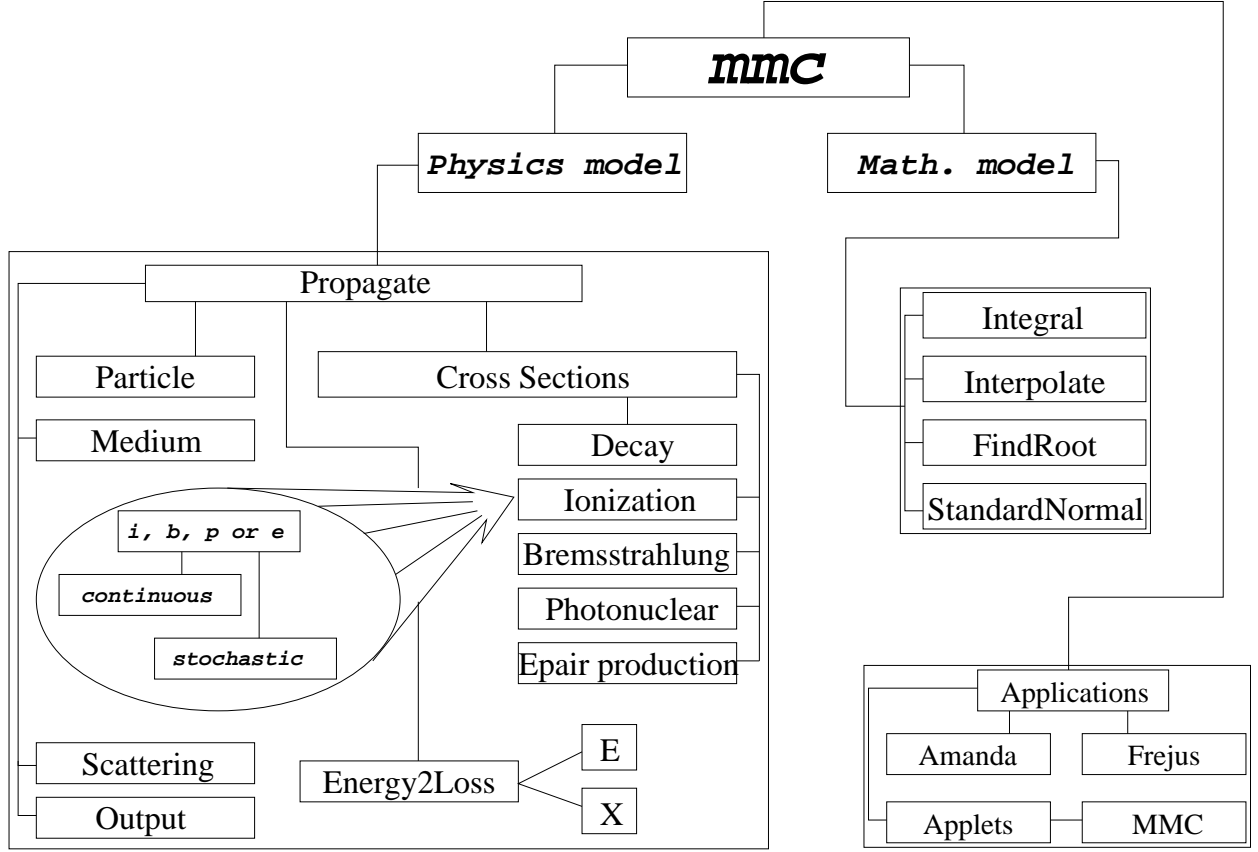 mmc
Physics model
Math. model
Propagate
Particle
Cross Sections
Medium
Decay
Ionization
Bremsstrahlung
Photonuclear
Epair production
i, b, p or e
continuous
stochastic
Scattering
Output
Energy2Loss
E
X
Integral
Interpolate
FindRoot
StandardNormal
Applications
Amanda
Frejus
Applets
MMC